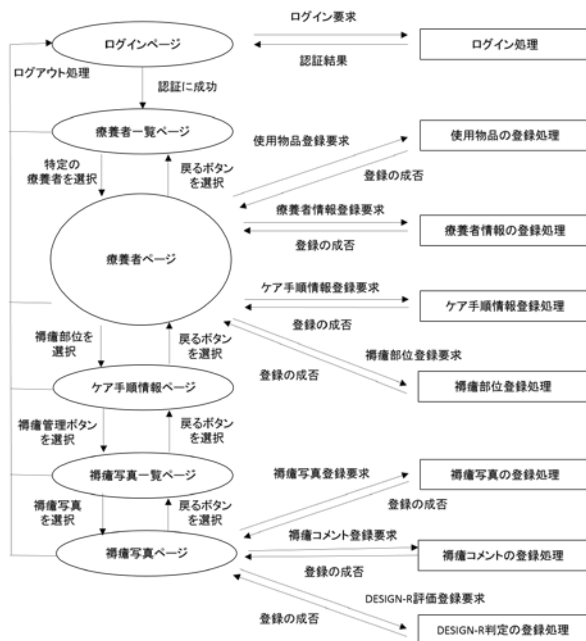 ログイン要求
ログインページ
ログイン処理
認証結果
ログアウト処理
認証に成功
療養者一覧ページ
使用物品登録要求
使用物品の登録処理
特定の
療養者を選択
戻るボタン
を選択
登録の成否
療養者情報登録要求
療養者情報の登録処理
登録の成否
療養者ページ
ケア手順情報登録要求
ケア手順情報登録処理
登録の成否
褥瘡部位を
選択
戻るボタン
を選択
褥瘡部位登録要求
登録の成否
褥瘡部位登録処理
ケア手順情報ページ
褥瘡管理ボタン
を選択
戻るボタン
を選択
褥瘡写真一覧ページ
褥瘡写真登録要求
褥瘡写真の登録処理
褥瘡写真
を選択
戻るボタン
を選択
登録の成否
褥瘡コメント登録要求
褥瘡写真ページ
褥瘡コメントの登録処理
登録の成否
DESIGN-R評価登録要求
登録の成否
DESIGN-R判定の登録処理